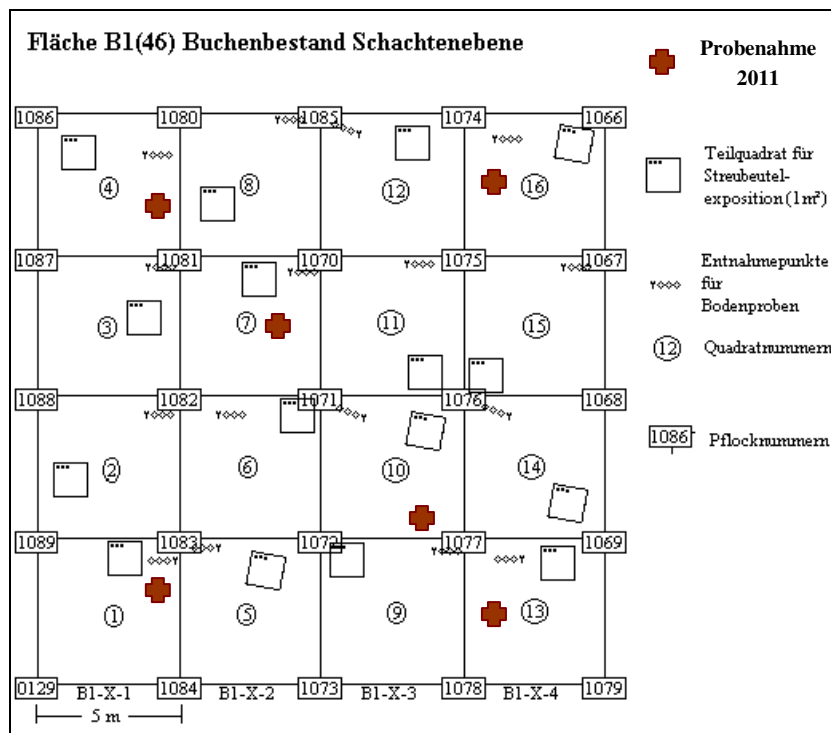 Fläche B1(46) Buchenbestand Schachtenebene
Probenahme
2011
1086 1080 1085 1074 1066
4 8 12 16
Teilquadrat für
Streubeutel-
exposition (1m²)
1087 1081 1070 1075 1067
3 7 11 15
Entnahmepunkte
für
Bodenproben
12 Quadratnummern
1088 1082 1071 1076 1068
2 6 10 14
1086 Pflocknummern
1089 1083 1072 1077 1069
1 5 9 13
0129 B1-X-1 1084 B1-X-2 1073 B1-X-3 1078 B1-X-4 1079
5 m